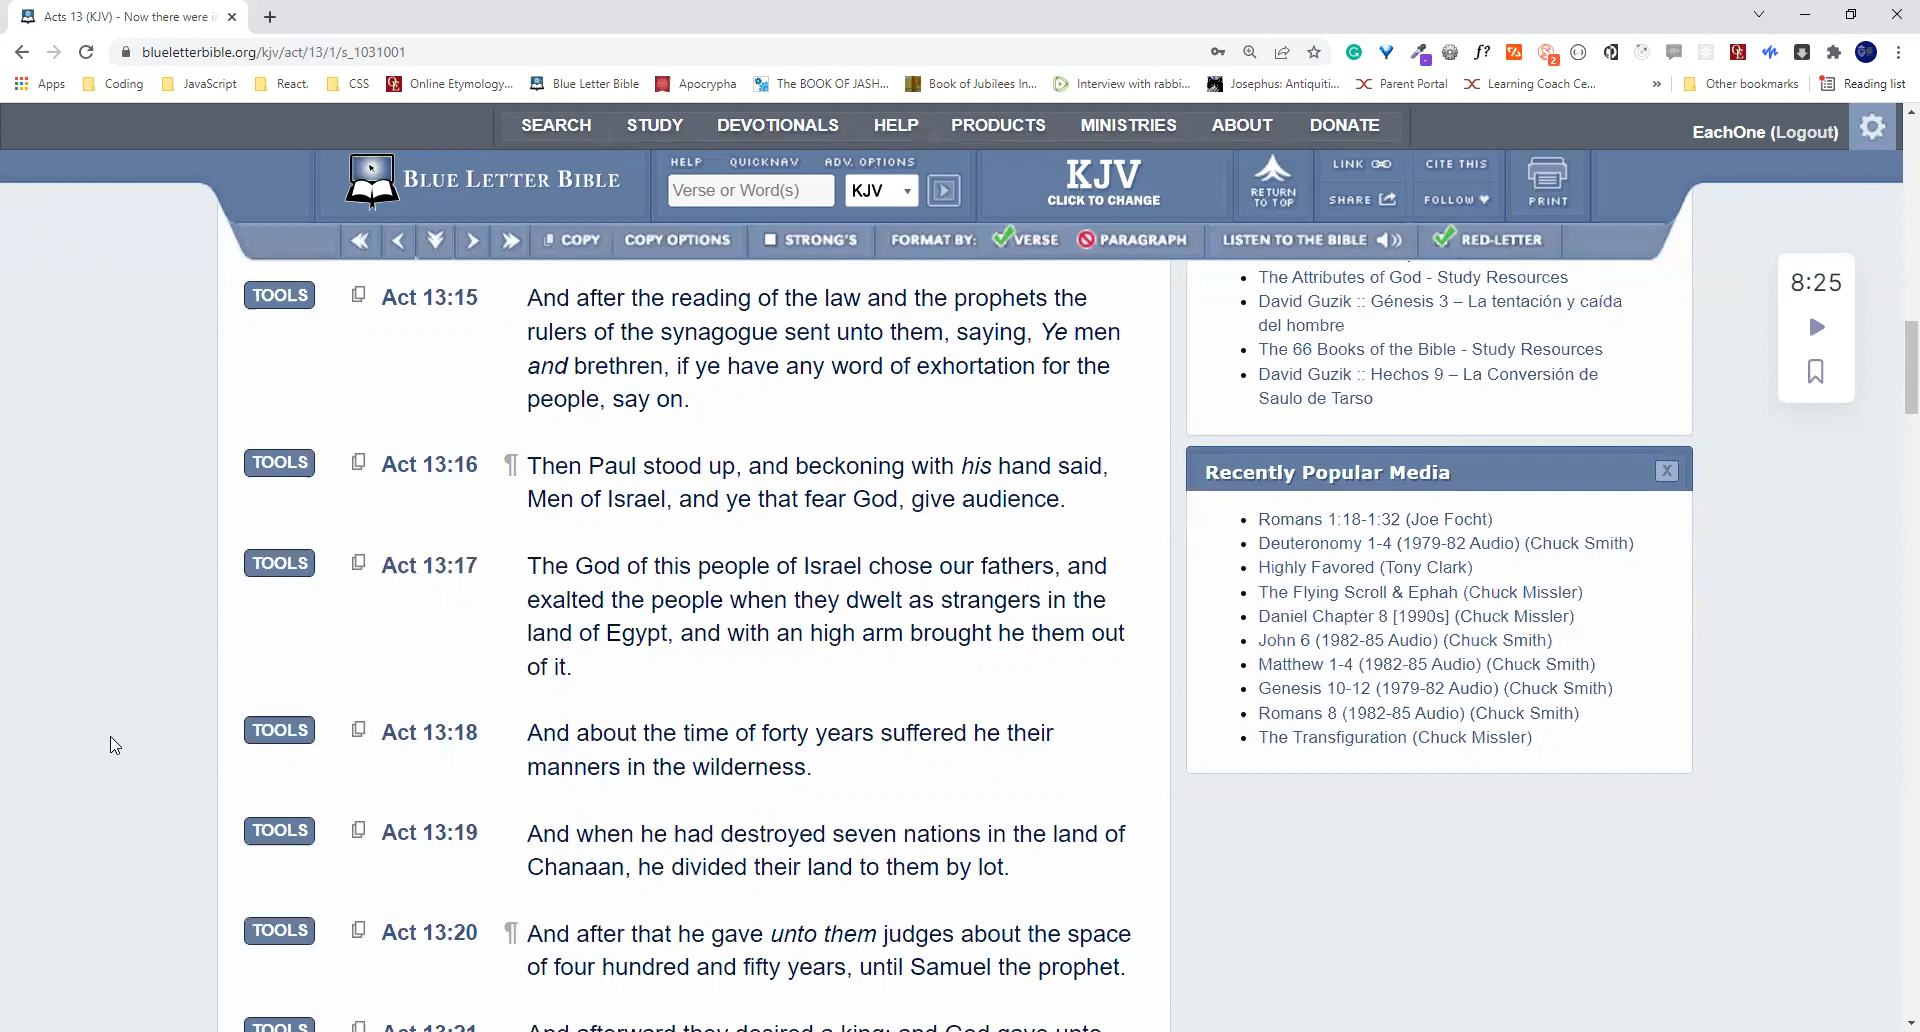 Acts 13 (KJV) - Now there were in
blueletterbible.org/kjv/act/13/1/s_1031001
Apps Coding JavaScript React. CSS Online Etymology... Blue Letter Bible Apocrypha The BOOK OF JASH... Book of Jubilees In... Interview with rabbi... Josephus: Antiquiti... Parent Portal Learning Coach Ce... » Other bookmarks Reading list
SEARCH STUDY DEVOTIONALS HELP PRODUCTS MINISTRIES ABOUT DONATE
EachOne (Logout)
BLUE LETTER BIBLE
HELP QUICKNAV ADV. OPTIONS
Verse or Word(s) KJV
KJV
CLICK TO CHANGE
RETURN
TO TOP
LINK CITE THIS
SHARE FOLLOW
PRINT
COPY COPY OPTIONS STRONG'S FORMAT BY: VERSE PARAGRAPH LISTEN TO THE BIBLE RED-LETTER
TOOLS Act 13:15 And after the reading of the law and the prophets the
rulers of the synagogue sent unto them, saying, Ye men
and brethren, if ye have any word of exhortation for the
people, say on.
TOOLS Act 13:16 ¶ Then Paul stood up, and beckoning with his hand said,
Men of Israel, and ye that fear God, give audience.
TOOLS Act 13:17 The God of this people of Israel chose our fathers, and
exalted the people when they dwelt as strangers in the
land of Egypt, and with an high arm brought he them out
of it.
TOOLS Act 13:18 And about the time of forty years suffered he their
manners in the wilderness.
TOOLS Act 13:19 And when he had destroyed seven nations in the land of
Chanaan, he divided their land to them by lot.
TOOLS Act 13:20 ¶ And after that he gave unto them judges about the space
of four hundred and fifty years, until Samuel the prophet.
TOOLS Act 13:21 And afterward they desired a king: and God gave unto
The Attributes of God - Study Resources
David Guzik :: Génesis 3 – La tentación y caída
del hombre
The 66 Books of the Bible - Study Resources
David Guzik :: Hechos 9 – La Conversión de
Saulo de Tarso
Recently Popular Media X
Romans 1:18-1:32 (Joe Focht)
Deuteronomy 1-4 (1979-82 Audio) (Chuck Smith)
Highly Favored (Tony Clark)
The Flying Scroll & Ephah (Chuck Missler)
Daniel Chapter 8 [1990s] (Chuck Missler)
John 6 (1982-85 Audio) (Chuck Smith)
Matthew 1-4 (1982-85 Audio) (Chuck Smith)
Genesis 10-12 (1979-82 Audio) (Chuck Smith)
Romans 8 (1982-85 Audio) (Chuck Smith)
The Transfiguration (Chuck Missler)
8:25